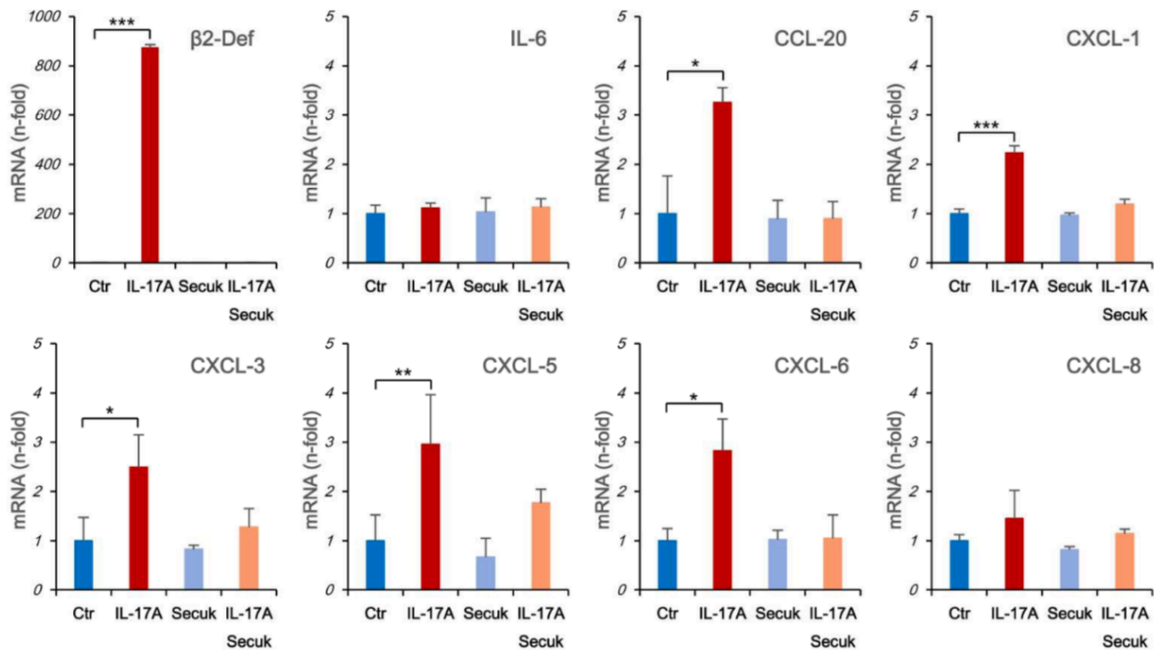 β2-Def
mRNA (n-fold)
1000
800
600
400
200
0
***
Ctr IL-17A Secuk IL-17A
Secuk
IL-6
mRNA (n-fold)
5
4
3
2
1
0
Ctr IL-17A Secuk IL-17A
Secuk
CCL-20
mRNA (n-fold)
5
4
3
2
1
0
*
Ctr IL-17A Secuk IL-17A
Secuk
CXCL-1
mRNA (n-fold)
5
4
3
2
1
0
***
Ctr IL-17A Secuk IL-17A
Secuk
CXCL-3
mRNA (n-fold)
5
4
3
2
1
0
*
Ctr IL-17A Secuk IL-17A
Secuk
CXCL-5
mRNA (n-fold)
5
4
3
2
1
0
**
Ctr IL-17A Secuk IL-17A
Secuk
CXCL-6
mRNA (n-fold)
5
4
3
2
1
0
*
Ctr IL-17A Secuk IL-17A
Secuk
CXCL-8
mRNA (n-fold)
5
4
3
2
1
0
Ctr IL-17A Secuk IL-17A
Secuk